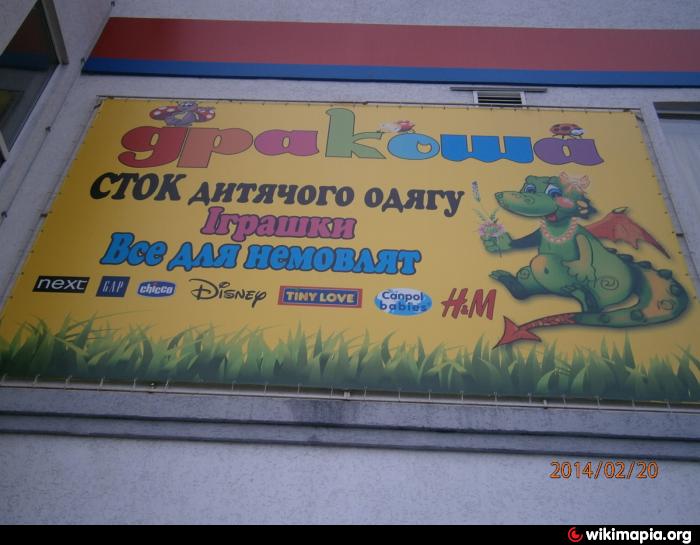 дракоша
СТОК ДИТЯЧОГО ОДЯГУ
Іграшки
Все для немовлят
next GAP chicco Disney TINY LOVE Canpol babies H&M
2014/02/20
wikimapia.org